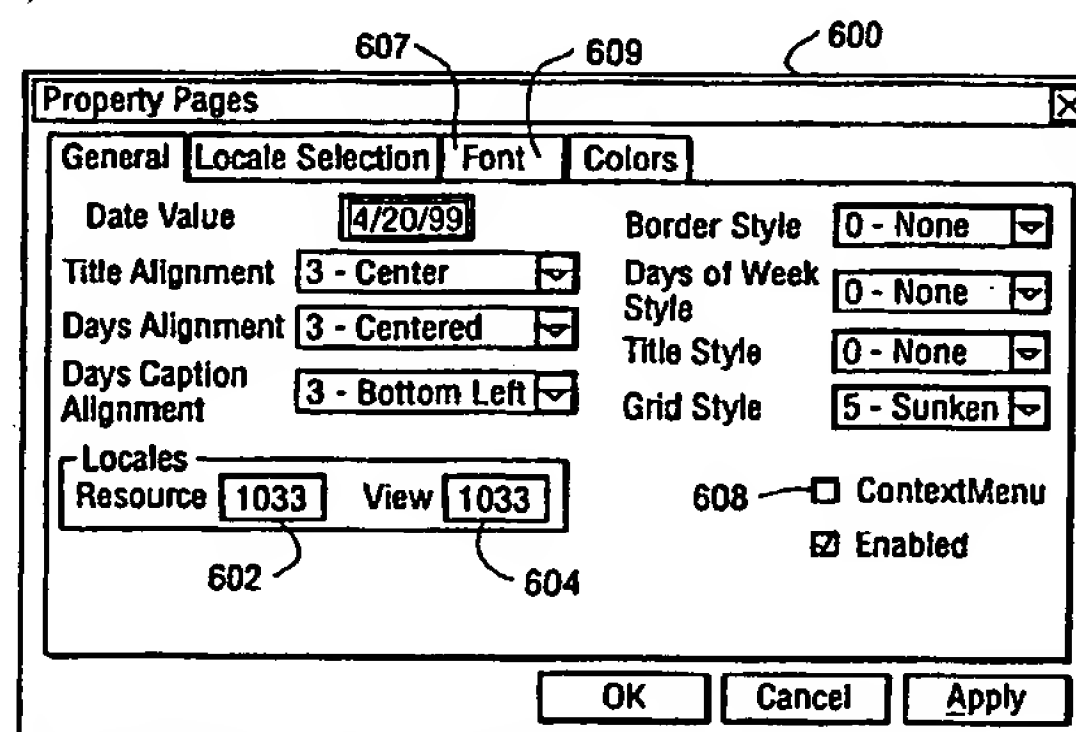 607 609 600
Property Pages
General Locale Selection Font Colors
Date Value 4/20/99
Title Alignment 3 - Center
Days Alignment 3 - Centered
Days Caption
Alignment 3 - Bottom Left
Border Style 0 - None
Days of Week
Style 0 - None
Title Style 0 - None
Grid Style 5 - Sunken
Locales
Resource 1033 View 1033
602 604
608 ContextMenu
Enabled
OK Cancel Apply